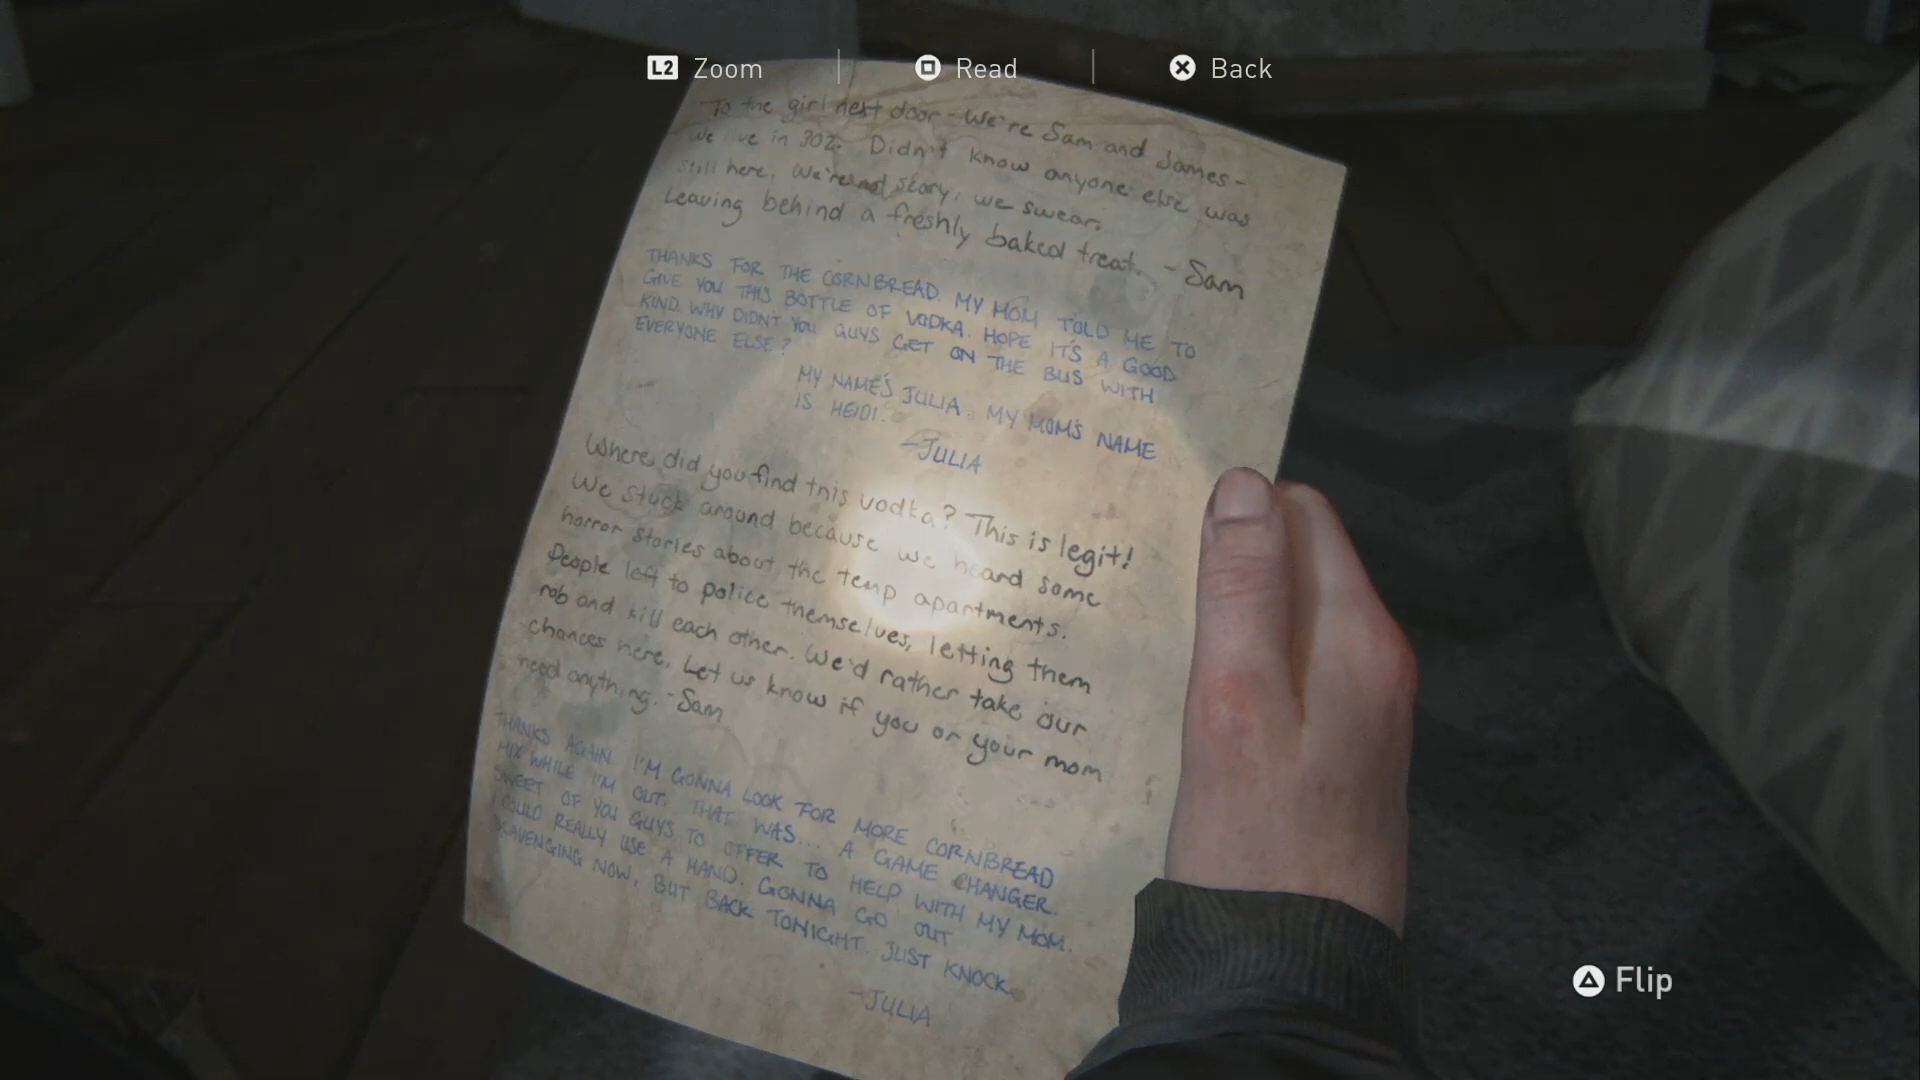 L2 Zoom
Read
Back
To the girl next door - We're Sam and James -
We live in 302. Didn't know anyone else was
still here. We're not scary, we swear.
Leaving behind a freshly baked treat. - Sam
THANKS FOR THE CORNBREAD. MY MOM TOLD ME TO
GIVE YOU THIS BOTTLE OF VODKA. HOPE IT'S A GOOD
KIND. WHY DIDN'T YOU GUYS GET ON THE BUS WITH
EVERYONE ELSE?
MY NAME'S JULIA. MY MOM'S NAME
IS HEIDI.
-JULIA
Where did you find this vodka? This is legit!
We stuck around because we heard some
horror stories about the temp apartments.
People left to police themselves, letting them
rob and kill each other. We'd rather take our
chances here. Let us know if you or your mom
need anything. -Sam
THANKS AGAIN. I'M GONNA LOOK FOR MORE CORNBREAD
MIX WHILE I'M OUT. THAT WAS... A GAME CHANGER.
SWEET OF YOU GUYS TO OFFER TO HELP WITH MY MOM.
I COULD REALLY USE A HAND. GONNA GO OUT
SCAVENGING NOW, BUT BACK TONIGHT. JUST KNOCK.
-JULIA
Flip